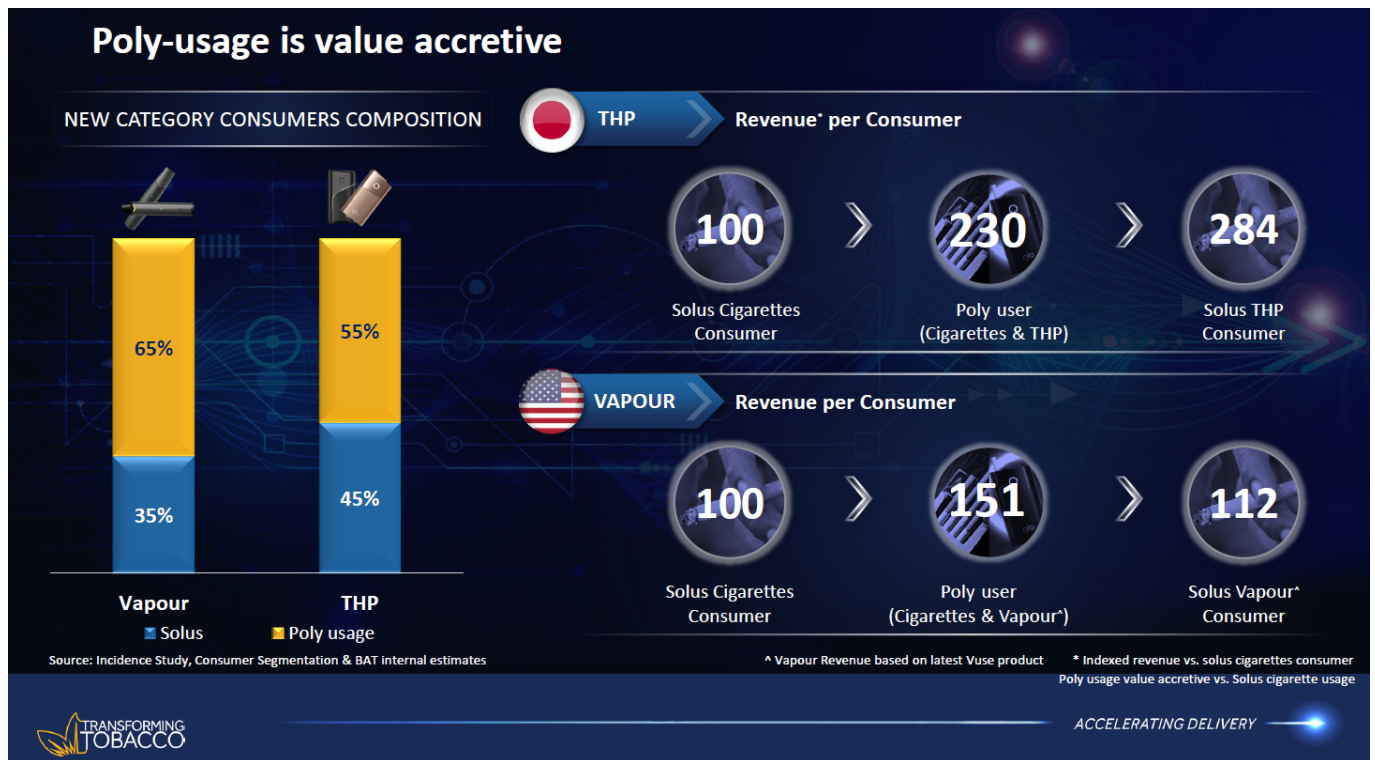 Poly-usage is value accretive
NEW CATEGORY CONSUMERS COMPOSITION
65%
35%
55%
45%
Vapour
THP
Solus
Poly usage
Source: Incidence Study, Consumer Segmentation & BAT internal estimates
THP
Revenue* per Consumer
100
230
284
Solus Cigarettes
Consumer
Poly user
(Cigarettes & THP)
Solus THP
Consumer
VAPOUR
Revenue per Consumer
100
151
112
Solus Cigarettes
Consumer
Poly user
(Cigarettes & Vapour^)
Solus Vapour^
Consumer
^ Vapour Revenue based on latest Vuse product
* Indexed revenue vs. solus cigarettes consumer
Poly usage value accretive vs. Solus cigarette usage
TRANSFORMING
TOBACCO
ACCELERATING DELIVERY